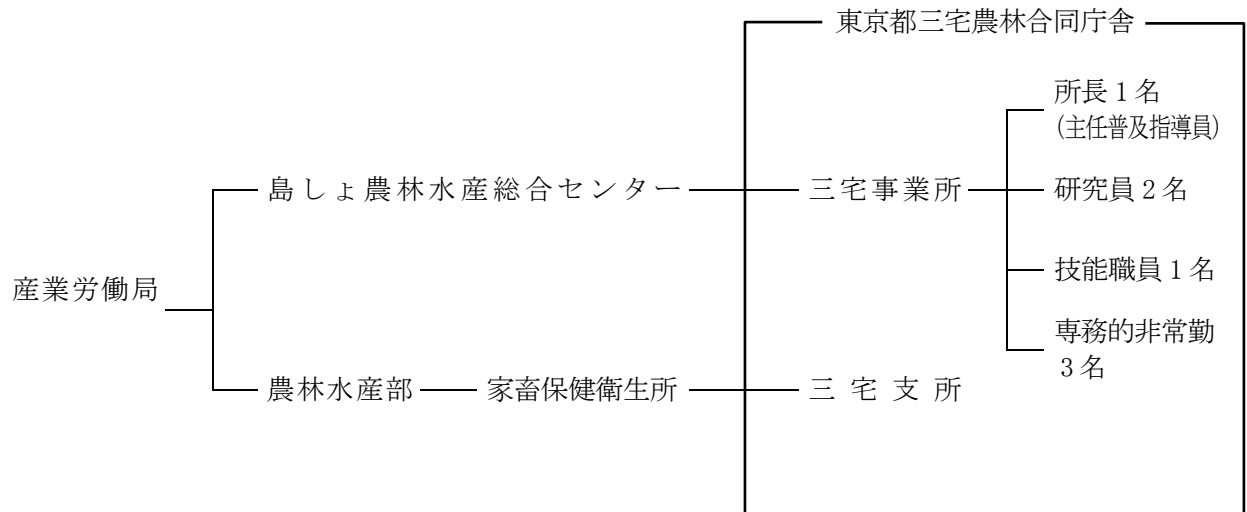 東京都三宅農林合同庁舎
所長1名
(主任普及指導員)
島しょ農林水産総合センター
三宅事業所
研究員2名
技能職員1名
産業労働局
専務的非常勤
3名
農林水産部
家畜保健衛生所
三宅支所